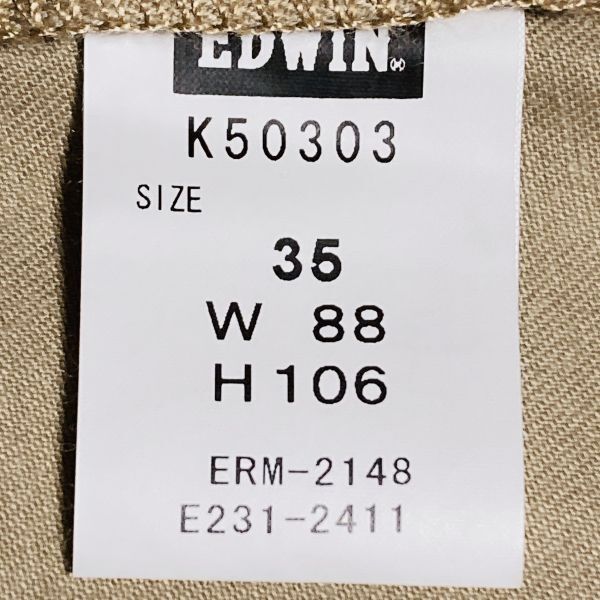 EDWIN
K50303
SIZE
35
W 88
H 106
ERM-2148
E231-2411